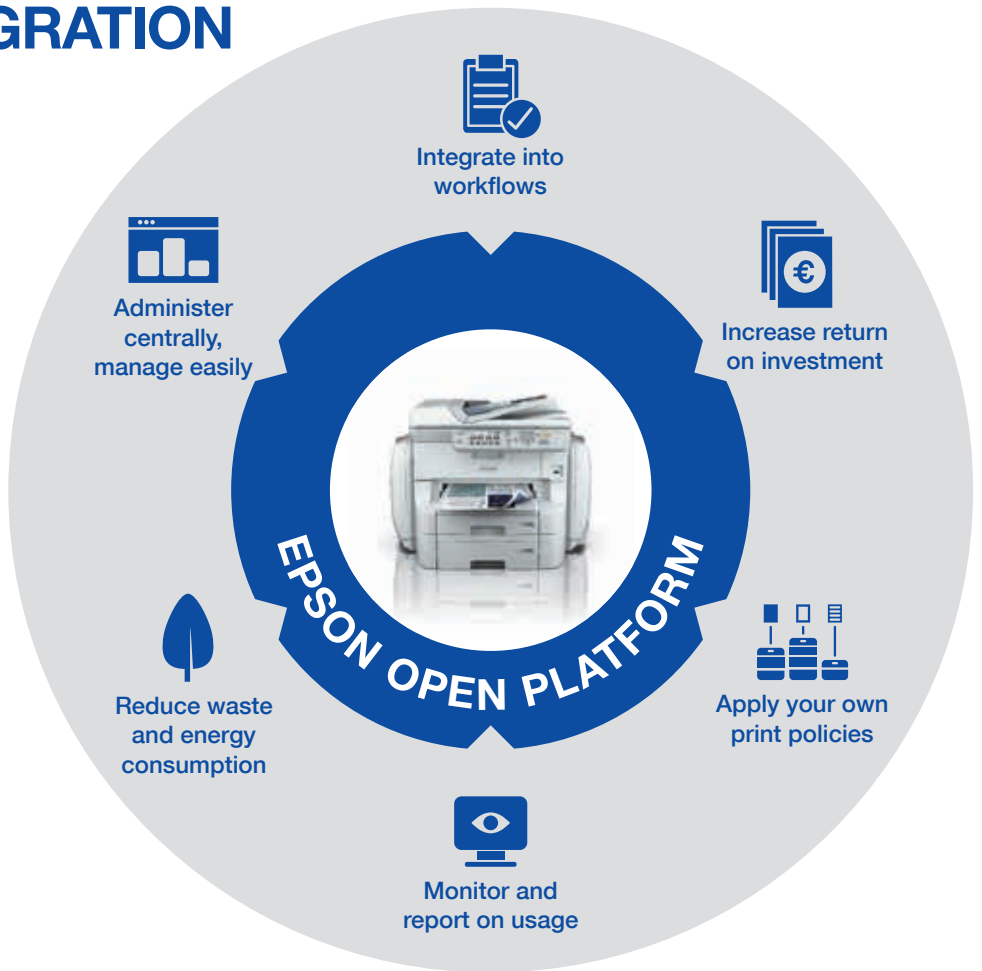 GRATION
Integrate into
workflows
Increase return
on investment
Apply your own
print policies
Monitor and
report on usage
Reduce waste
and energy
consumption
Administer
centrally,
manage easily
EPSON OPEN PLATFORM
€